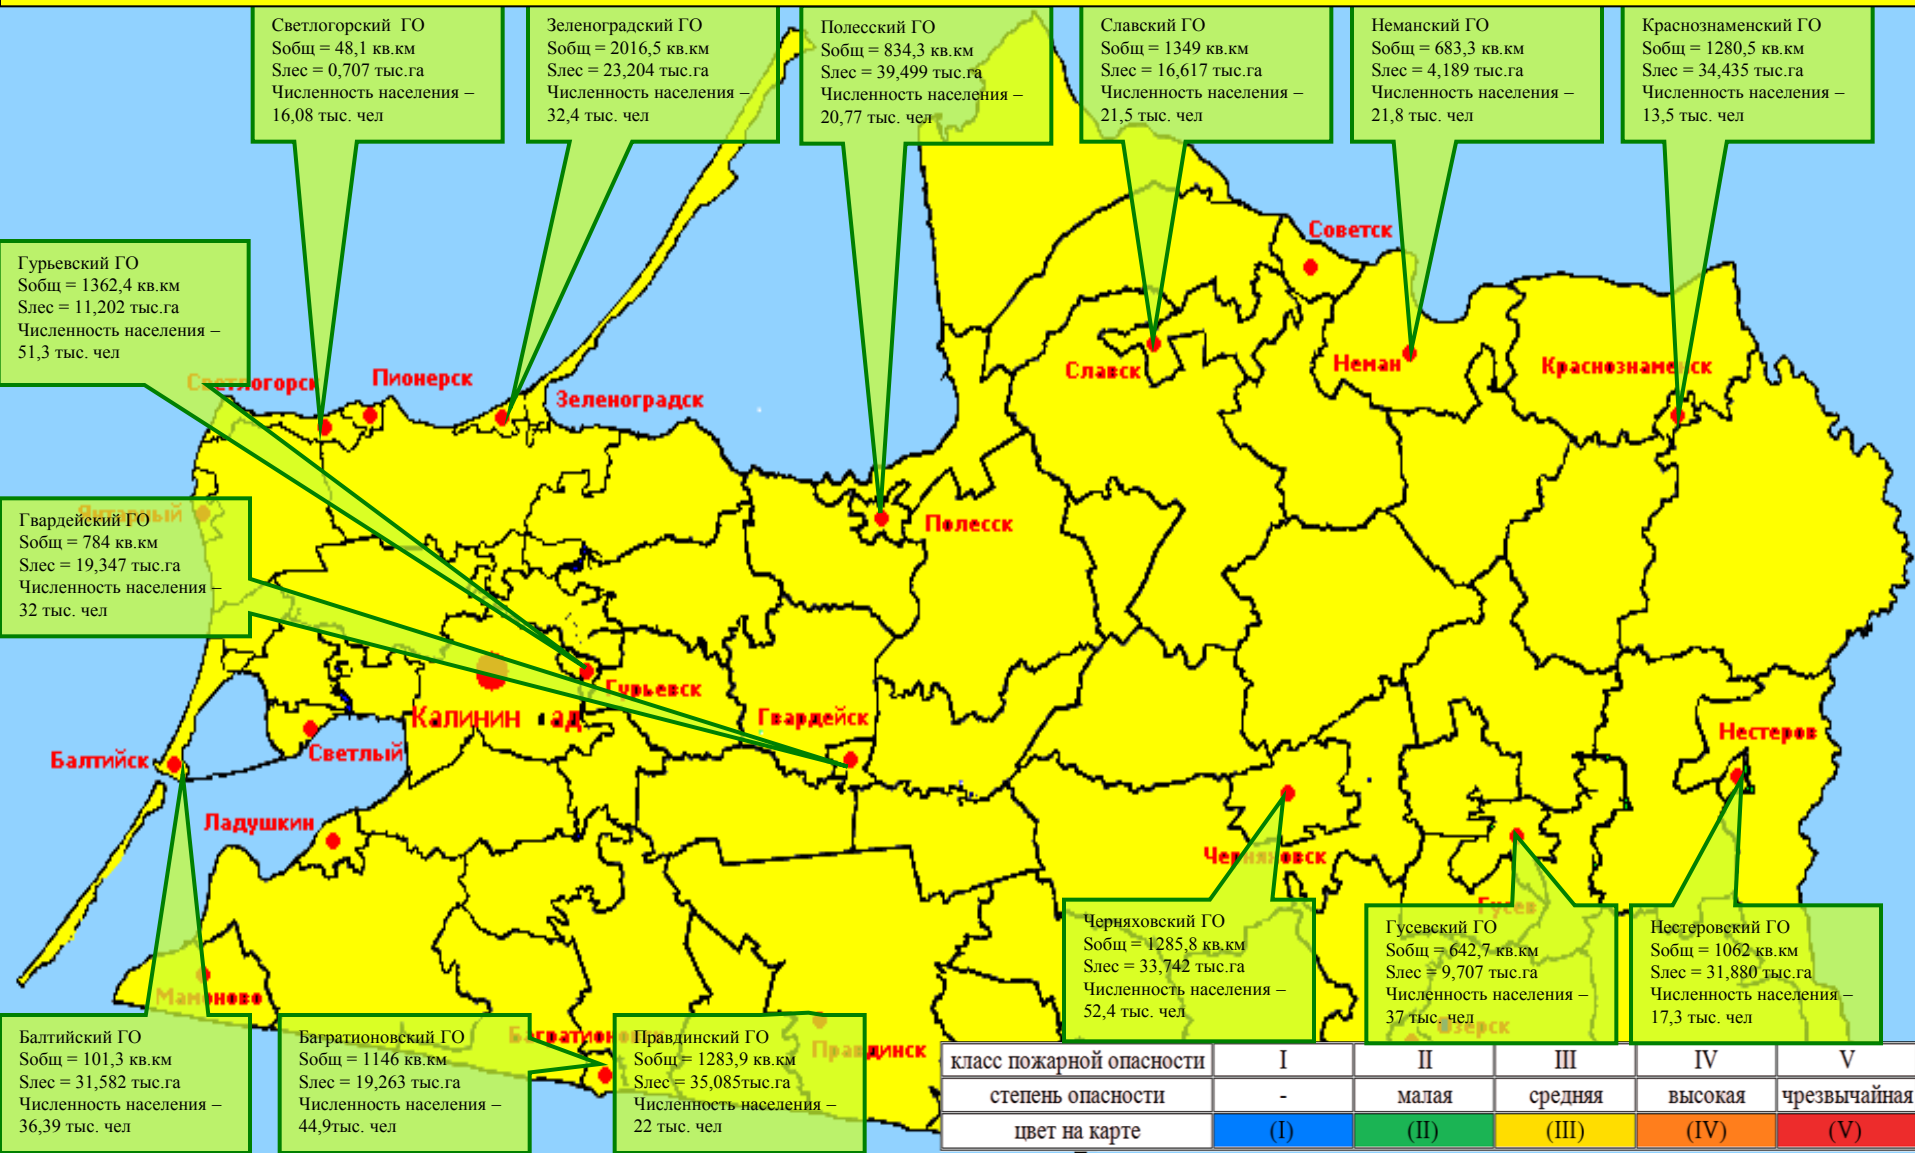 Светлогорский ГО
Sобщ = 48,1 кв.км
Sлес = 0,707 тыс.га
Численность населения –
16,08 тыс. чел
Зеленоградский ГО
Sобщ = 2016,5 кв.км
Sлес = 23,204 тыс.га
Численность населения –
32,4 тыс. чел
Полесский ГО
Sобщ = 834,3 кв.км
Sлес = 39,499 тыс.га
Численность населения –
20,77 тыс. чел
Славский ГО
Sобщ = 1349 кв.км
Sлес = 16,617 тыс.га
Численность населения –
21,5 тыс. чел
Неманский ГО
Sобщ = 683,3 кв.км
Sлес = 4,189 тыс.га
Численность населения –
21,8 тыс. чел
Краснознаменский ГО
Sобщ = 1280,5 кв.км
Sлес = 34,435 тыс.га
Численность населения –
13,5 тыс. чел
Гурьевский ГО
Sобщ = 1362,4 кв.км
Sлес = 11,202 тыс.га
Численность населения –
51,3 тыс. чел
Советск
Светлогорск
Пионерск
Зеленоградск
Славск
Неман
Краснознаменск
Янтарный
Гвардейский ГО
Sобщ = 784 кв.км
Sлес = 19,347 тыс.га
Численность населения –
32 тыс. чел
Полесск
Гурьевск
Калинин ад
Гвардейск
Нестеров
Балтийск
Светлый
Ладушкин
Черняховск
Гусев
Мамоново
Багратионовск
Правдинск
Озерск
Черняховский ГО
Sобщ = 1285,8 кв.км
Sлес = 33,742 тыс.га
Численность населения –
52,4 тыс. чел
Гусевский ГО
Sобщ = 642,7 кв.км
Sлес = 9,707 тыс.га
Численность населения –
37 тыс. чел
Нестеровский ГО
Sобщ = 1062 кв.км
Sлес = 31,880 тыс.га
Численность населения –
17,3 тыс. чел
Балтийский ГО
Sобщ = 101,3 кв.км
Sлес = 31,582 тыс.га
Численность населения –
36,39 тыс. чел
Багратионовский ГО
Sобщ = 1146 кв.км
Sлес = 19,263 тыс.га
Численность населения –
44,9тыс. чел
Правдинский ГО
Sобщ = 1283,9 кв.км
Sлес = 35,085тыс.га
Численность населения –
22 тыс. чел
класс пожарной опасности I II III IV V
степень опасности - малая средняя высокая чрезвычайная
цвет на карте (I) (II) (III) (IV) (V)